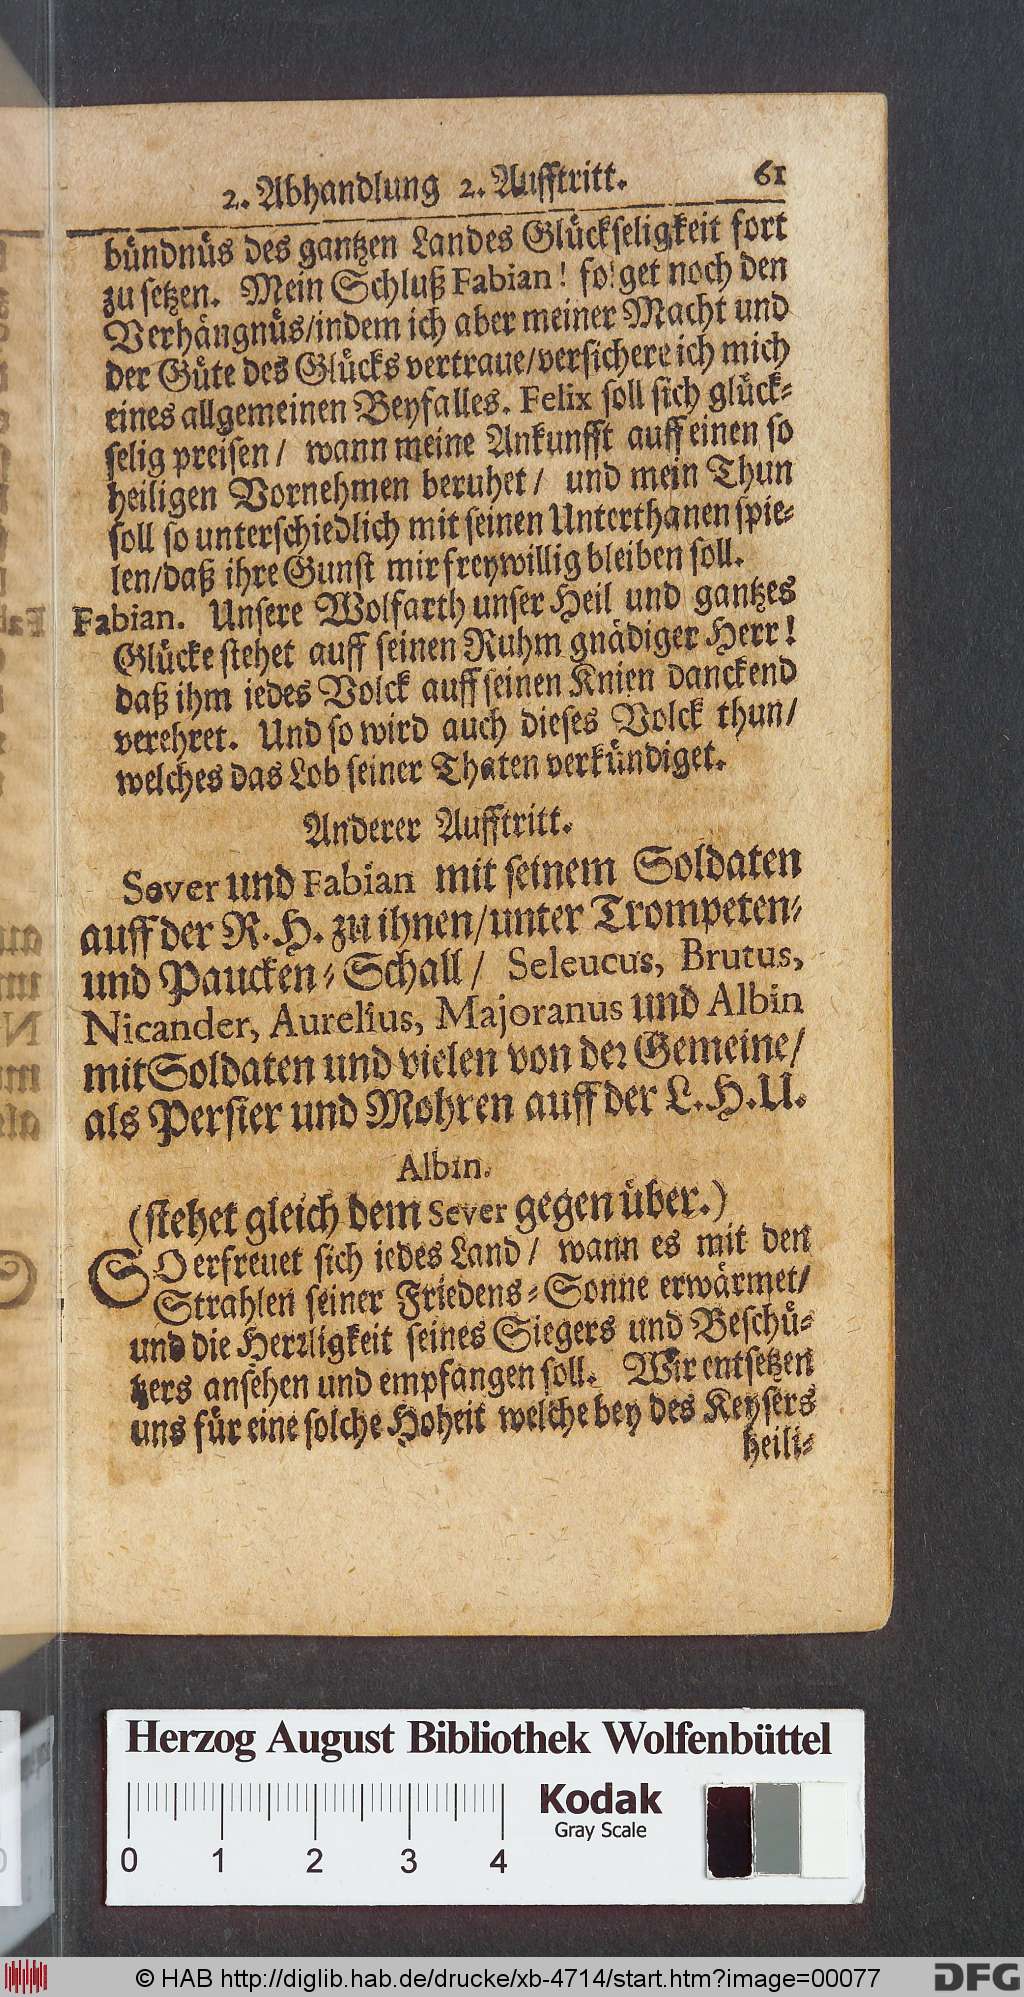 2. Abhandlung 2. Aufftritt. 61
bündnüs des gantzen Landes Glückseligkeit fort
zu setzen. Mein Schluß Fabian! folget noch den
Verhängnüs/indem ich aber meiner Macht und
der Güte des Glücks vertraue/versichere ich mich
eines allgemeinen Beyfalles. Felix soll sich glück-
selig preisen/ wann meine Ankunfft auff einen so
heiligen Vornehmen beruhet/ und mein Thun
soll so unterschiedlich mit seinen Unterthanen spie-
len/daß ihre Gunst mir freywillig bleiben soll.
Fabian. Unsere Wolfarth unser Heil und gantzes
Glücke stehet auff seinen Ruhm gnädiger Herr!
daß ihm iedes Volck auff seinen Knien danckend
verehret. Und so wird auch dieses Volck thun/
welches das Lob seiner Thaten verkündiget.
Anderer Aufftritt.
Sever und Fabian mit seinem Soldaten
auff der R. H. zu ihnen/unter Trompeten-
und Paucken-Schall/ Seleucus, Brutus,
Nicander, Aurelius, Majoranus und Albin
mit Soldaten und vielen von der Gemeine/
als Persier und Mohren auff der L. H. U.
Albin.
(stehet gleich dem Sever gegen über.)
SO erfreuet sich iedes Land/ wann es mit den
Strahlen seiner Friedens-Sonne erwärmet/
und die Herrligkeit seines Siegers und Beschü-
tzers ansehen und empfangen soll. Wir entsetzen
uns für eine solche Hoheit welche bey des Keysers
heili-
Herzog August Bibliothek Wolfenbüttel
Kodak
Gray Scale
0 1 2 3 4
© HAB http://diglib.hab.de/drucke/xb-4714/start.htm?image=00077
DFG